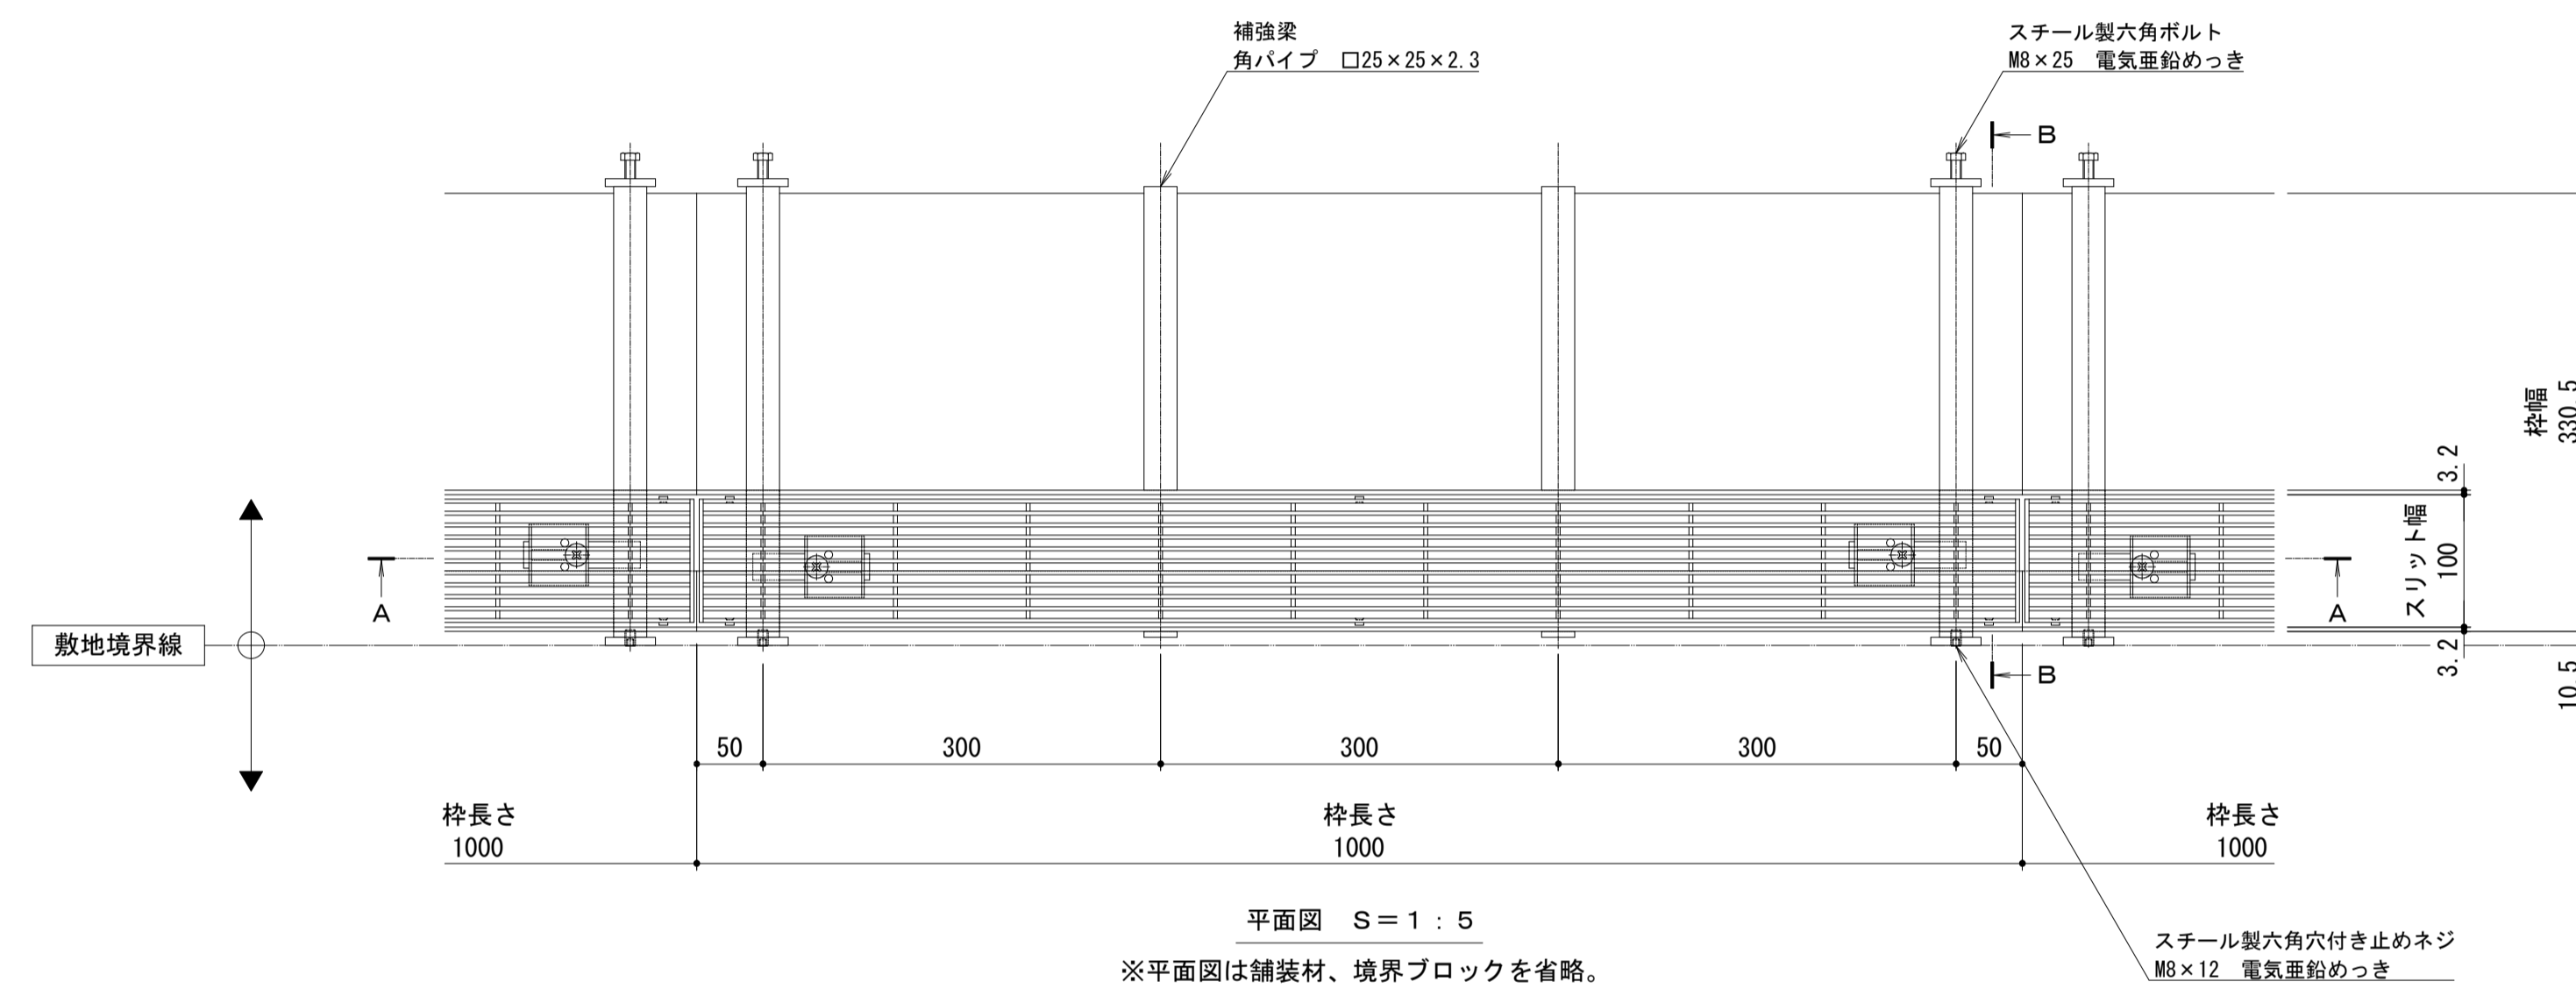 補強梁
角パイプ　□25×25×2.3
スチール製六角ボルト
M8×25　電気亜鉛めっき
B
枠幅
330.5
3.2
スリット幅
100
3.2
10.5
A
A
敷地境界線
B
50
300
300
300
50
枠長さ
1000
枠長さ
1000
枠長さ
1000
平面図　S＝1：5
※平面図は舗装材、境界ブロックを省略。
スチール製六角穴付き止めネジ
M8×12　電気亜鉛めっき